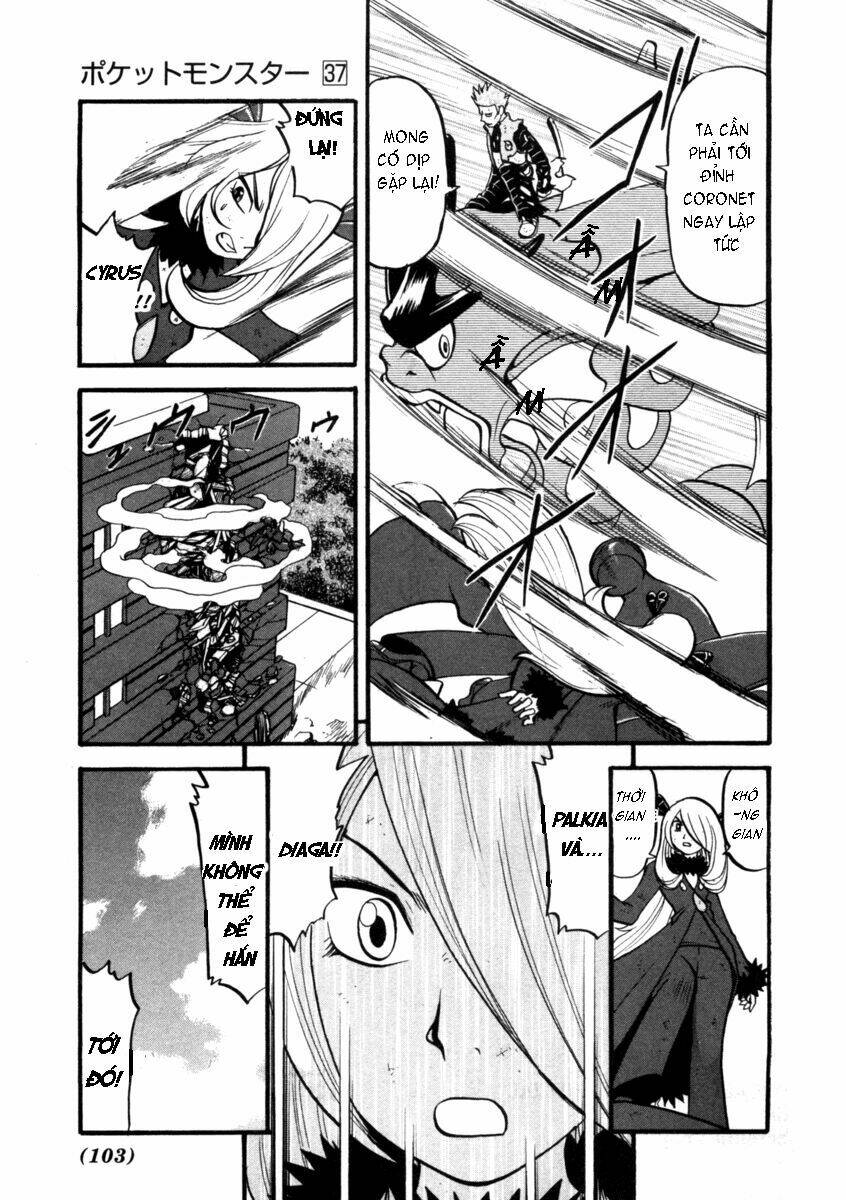 ポケットモンスター 37
TA CẦN
PHẢI TỚI
ĐỈNH
CORONET
NGAY LẬP
TỨC
MONG
CÓ DỊP
GẶP LẠI!
ẦM
ẦM
ĐỨNG
LẠI!!
CYRUS
!!
KHÔ
-NG
GIAN
THỜI
GIAN
....
PALKIA
VÀ....
DIAGA!!
MÌNH
KHÔNG
THỂ
ĐỂ
HẮN
TỚI
ĐÓ!
(103)